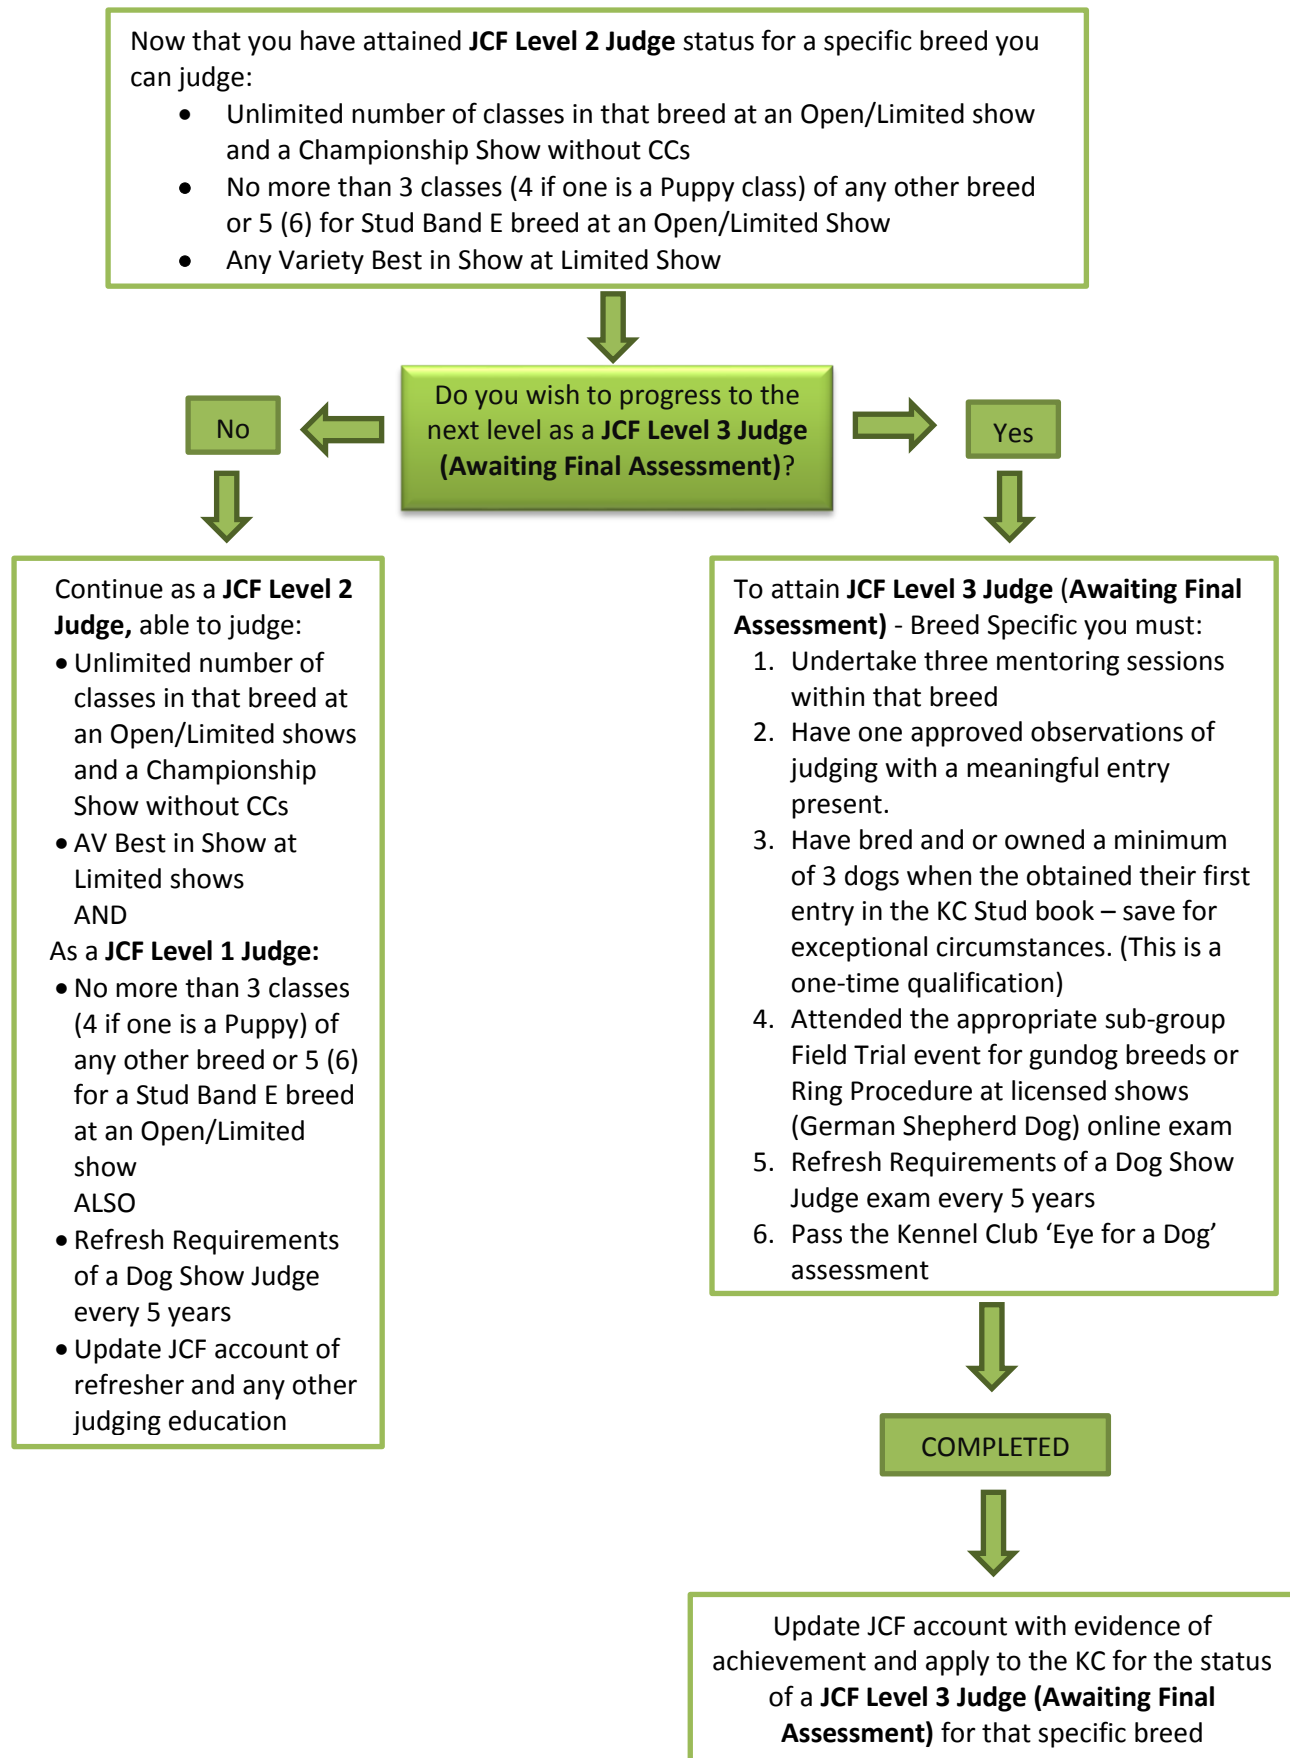 Now that you have attained JCF Level 2 Judge status for a specific breed you
can judge:
• Unlimited number of classes in that breed at an Open/Limited show
and a Championship Show without CCs
• No more than 3 classes (4 if one is a Puppy class) of any other breed
or 5 (6) for Stud Band E breed at an Open/Limited Show
• Any Variety Best in Show at Limited Show
Do you wish to progress to the
next level as a JCF Level 3 Judge
(Awaiting Final Assessment)?
No
Yes
Continue as a JCF Level 2
Judge, able to judge:
• Unlimited number of
classes in that breed at
an Open/Limited shows
and a Championship
Show without CCs
• AV Best in Show at
Limited shows
AND
As a JCF Level 1 Judge:
• No more than 3 classes
(4 if one is a Puppy) of
any other breed or 5 (6)
for a Stud Band E breed
at an Open/Limited
show
ALSO
• Refresh Requirements
of a Dog Show Judge
every 5 years
• Update JCF account of
refresher and any other
judging education
To attain JCF Level 3 Judge (Awaiting Final
Assessment) - Breed Specific you must:
1. Undertake three mentoring sessions
within that breed
2. Have one approved observations of
judging with a meaningful entry
present.
3. Have bred and or owned a minimum
of 3 dogs when the obtained their first
entry in the KC Stud book – save for
exceptional circumstances. (This is a
one-time qualification)
4. Attended the appropriate sub-group
Field Trial event for gundog breeds or
Ring Procedure at licensed shows
(German Shepherd Dog) online exam
5. Refresh Requirements of a Dog Show
Judge exam every 5 years
6. Pass the Kennel Club ‘Eye for a Dog’
assessment
COMPLETED
Update JCF account with evidence of
achievement and apply to the KC for the status
of a JCF Level 3 Judge (Awaiting Final
Assessment) for that specific breed